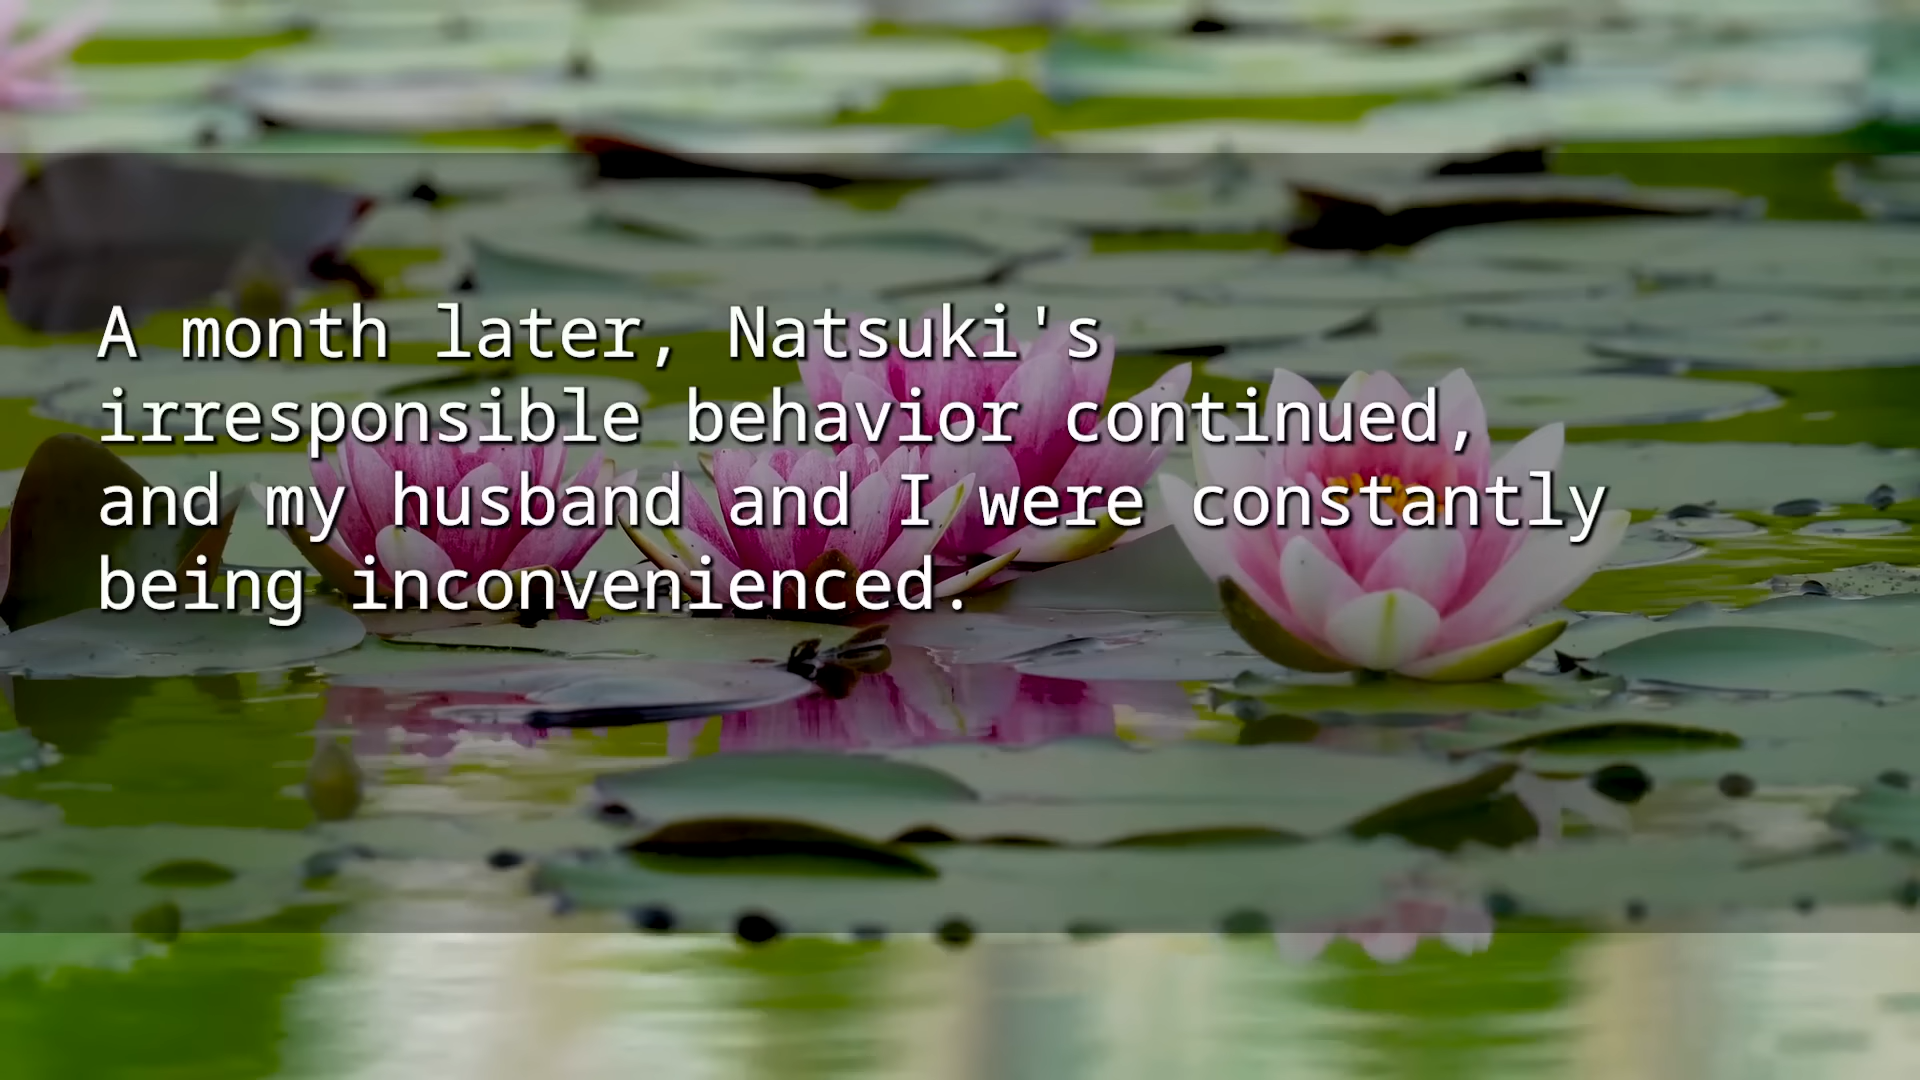 A month later, Natsuki's
irresponsible behavior continued,
and my husband and I were constantly
being inconvenienced.